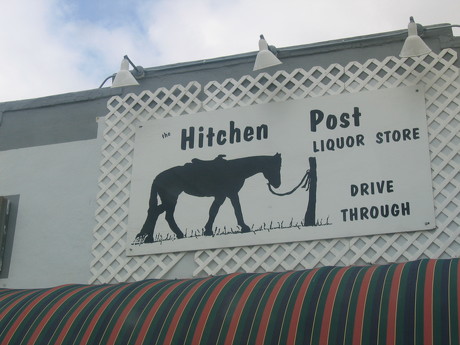 the Hitchen Post
LIQUOR STORE
DRIVE
THROUGH